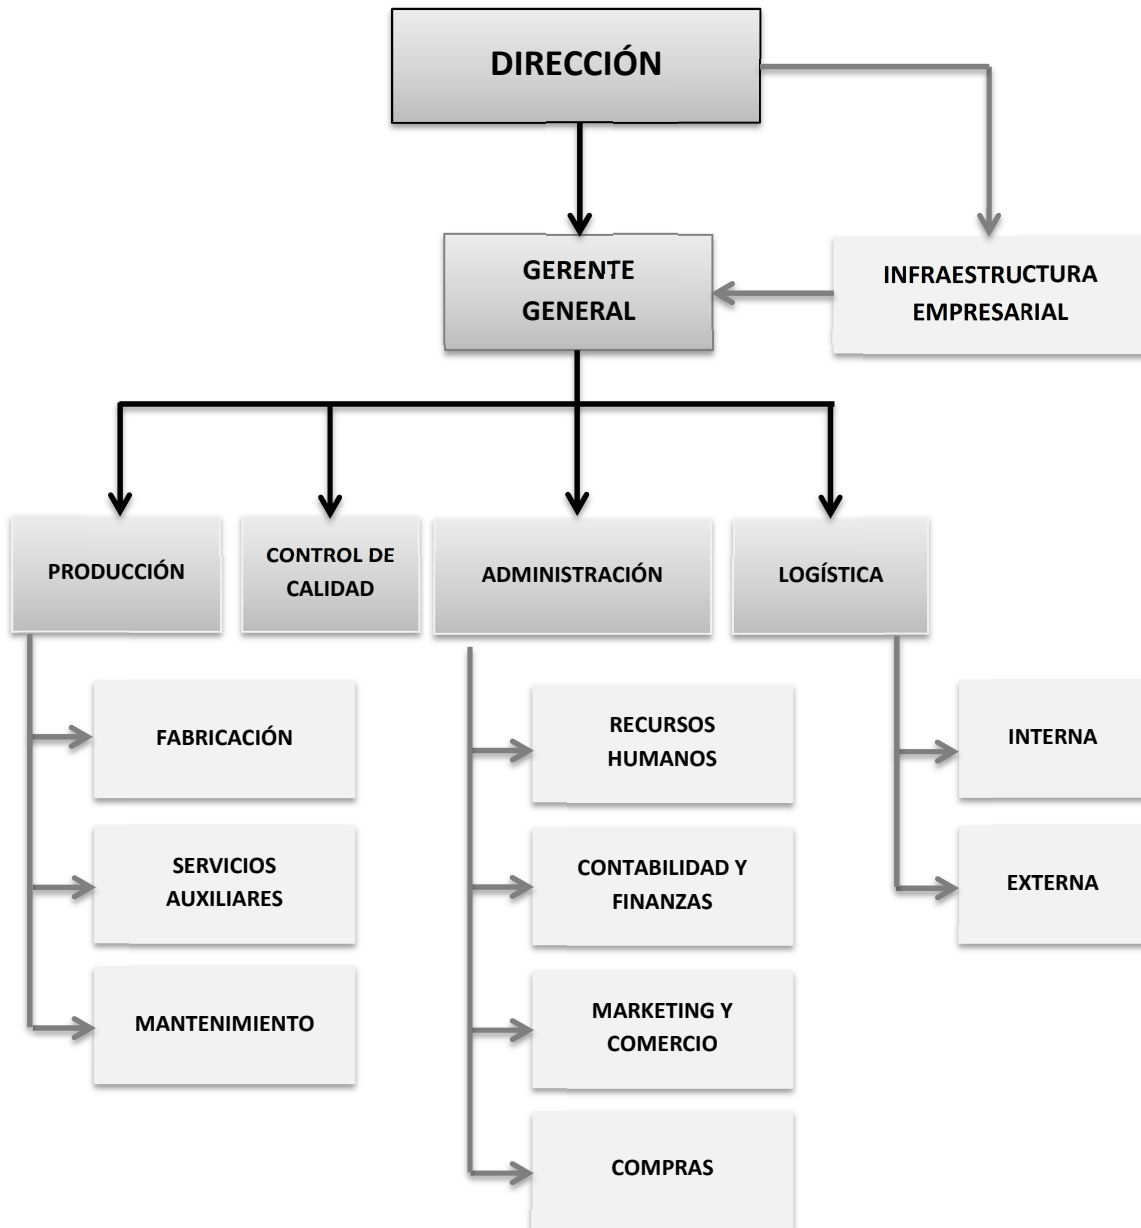 DIRECCIÓN
GERENTE
GENERAL
INFRAESTRUCTURA
EMPRESARIAL
PRODUCCIÓN
CONTROL DE
CALIDAD
ADMINISTRACIÓN
LOGÍSTICA
FABRICACIÓN
SERVICIOS
AUXILIARES
MANTENIMIENTO
RECURSOS
HUMANOS
CONTABILIDAD Y
FINANZAS
MARKETING Y
COMERCIO
COMPRAS
INTERNA
EXTERNA